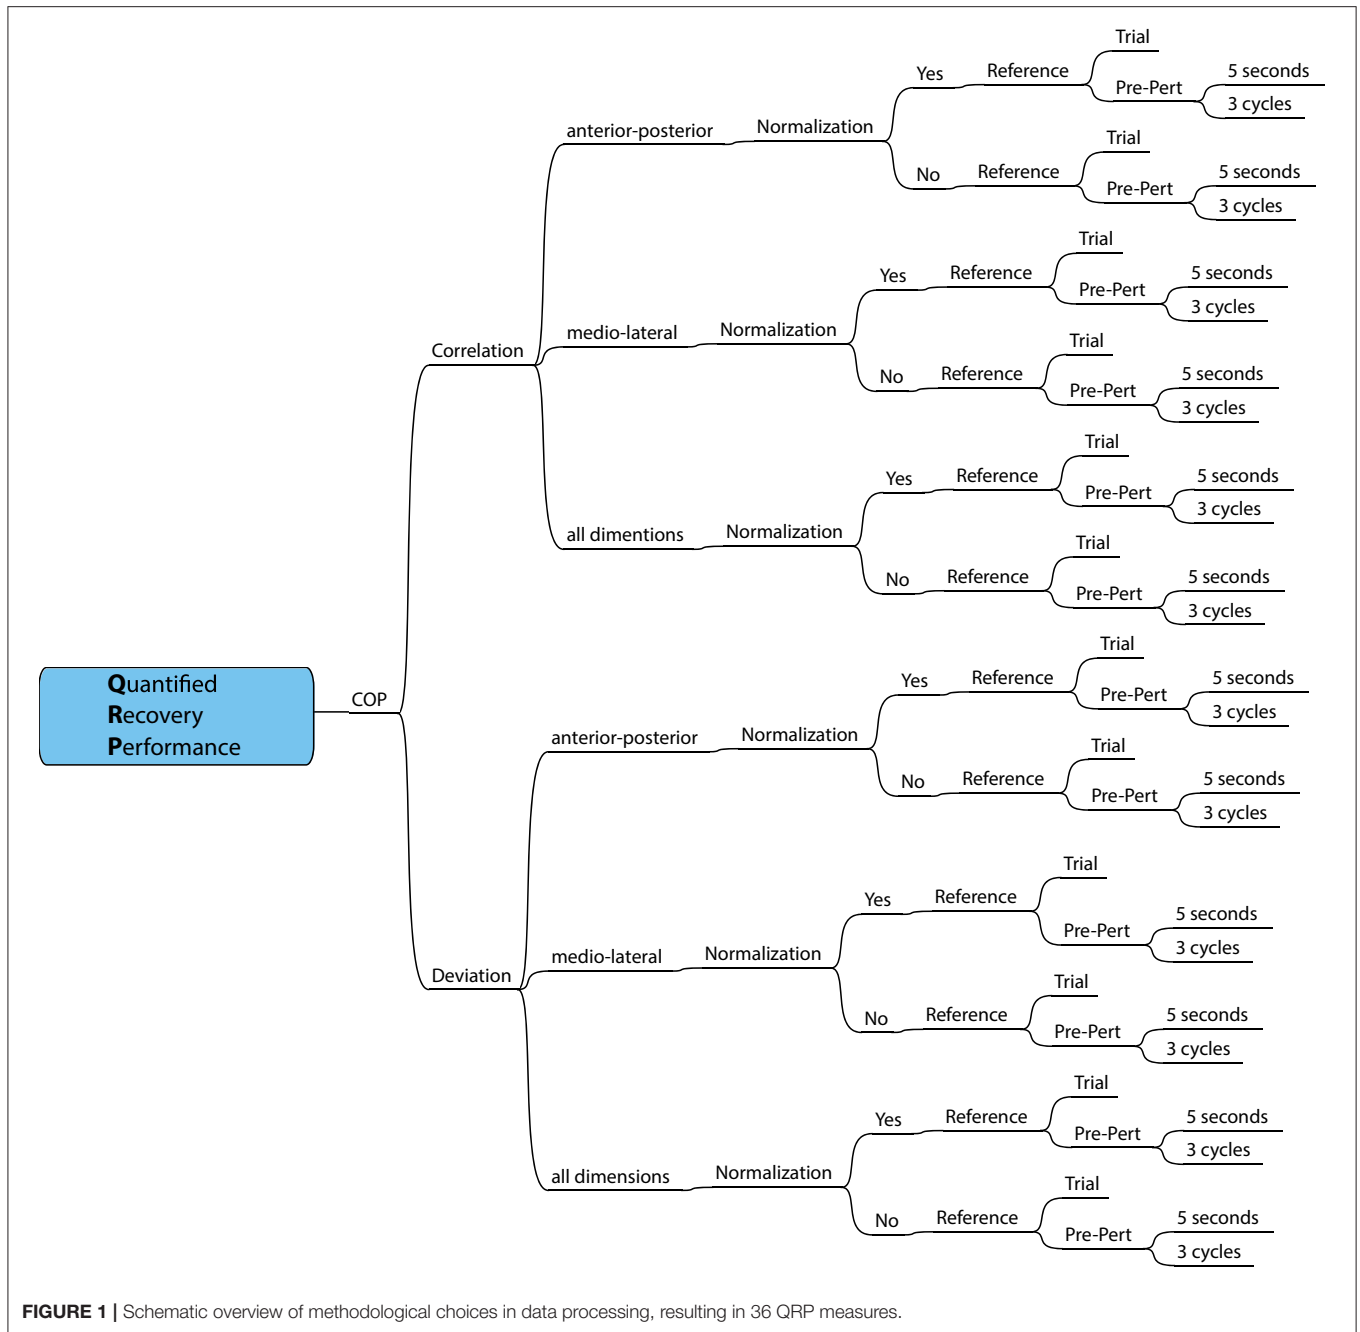 Quantified
Recovery
Performance
COP
Correlation
anterior-posterior
Normalization
Yes
Reference
Trial
Pre-Pert
5 seconds
3 cycles
No
Reference
Trial
Pre-Pert
5 seconds
3 cycles
medio-lateral
Normalization
Yes
Reference
Trial
Pre-Pert
5 seconds
3 cycles
No
Reference
Trial
Pre-Pert
5 seconds
3 cycles
all dimentions
Normalization
Yes
Reference
Trial
Pre-Pert
5 seconds
3 cycles
No
Reference
Trial
Pre-Pert
5 seconds
3 cycles
Deviation
anterior-posterior
Normalization
Yes
Reference
Trial
Pre-Pert
5 seconds
3 cycles
No
Reference
Trial
Pre-Pert
5 seconds
3 cycles
medio-lateral
Normalization
Yes
Reference
Trial
Pre-Pert
5 seconds
3 cycles
No
Reference
Trial
Pre-Pert
5 seconds
3 cycles
all dimensions
Normalization
Yes
Reference
Trial
Pre-Pert
5 seconds
3 cycles
No
Reference
Trial
Pre-Pert
5 seconds
3 cycles
FIGURE 1 | Schematic overview of methodological choices in data processing, resulting in 36 QRP measures.